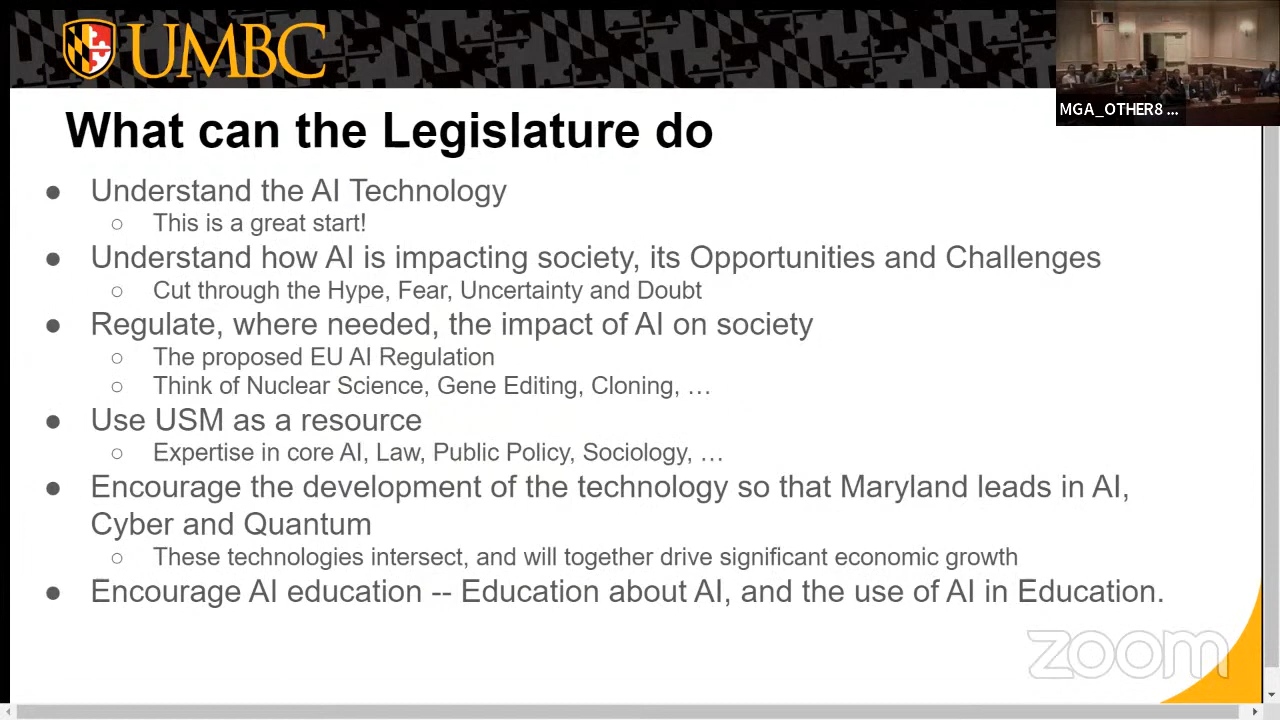 UMBC
MGA_OTHER8 ...
What can the Legislature do
● Understand the AI Technology
○ This is a great start!
● Understand how AI is impacting society, its Opportunities and Challenges
○ Cut through the Hype, Fear, Uncertainty and Doubt
● Regulate, where needed, the impact of AI on society
○ The proposed EU AI Regulation
○ Think of Nuclear Science, Gene Editing, Cloning, …
● Use USM as a resource
○ Expertise in core AI, Law, Public Policy, Sociology, …
● Encourage the development of the technology so that Maryland leads in AI,
Cyber and Quantum
○ These technologies intersect, and will together drive significant economic growth
● Encourage AI education -- Education about AI, and the use of AI in Education.
zoom